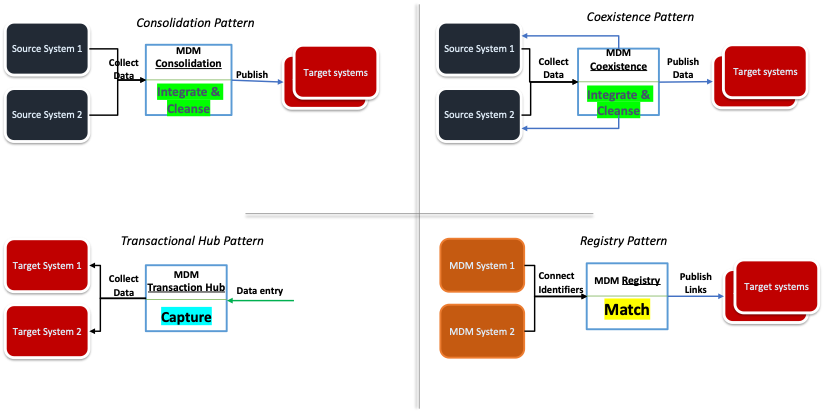 Consolidation Pattern
Source System 1
Source System 2
Collect
Data
MDM
Consolidation
Integrate &
Cleanse
Publish
Target systems
Coexistence Pattern
Source System 1
Source System 2
Collect
Data
MDM
Coexistence
Integrate &
Cleanse
Publish
Data
Target systems
Transactional Hub Pattern
Target System 1
Target System 2
Collect
Data
MDM
Transaction Hub
Capture
Data entry
Registry Pattern
MDM System 1
MDM System 2
Connect
Identifiers
MDM Registry
Match
Publish
Links
Target systems